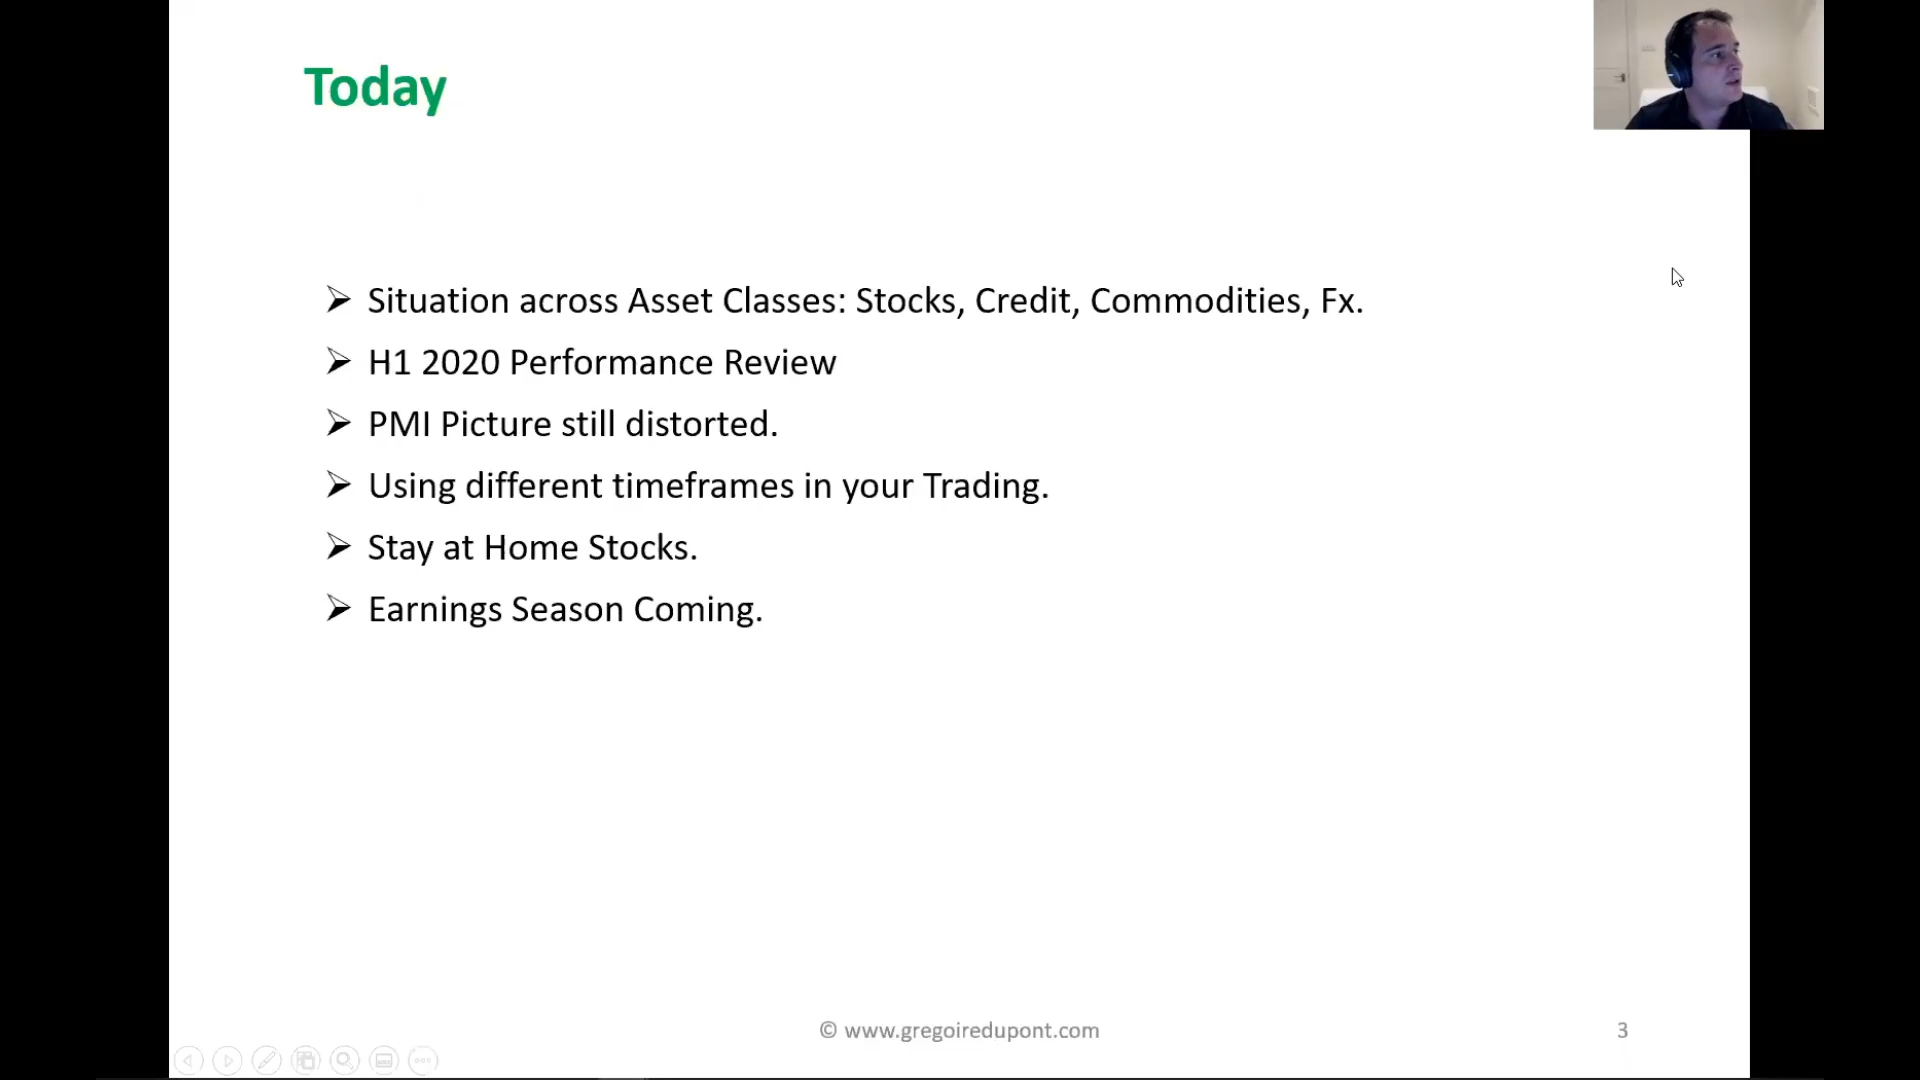 Today
Situation across Asset Classes: Stocks, Credit, Commodities, Fx.
H1 2020 Performance Review
PMI Picture still distorted.
Using different timeframes in your Trading.
Stay at Home Stocks.
Earnings Season Coming.
© www.gregoiredupont.com
3